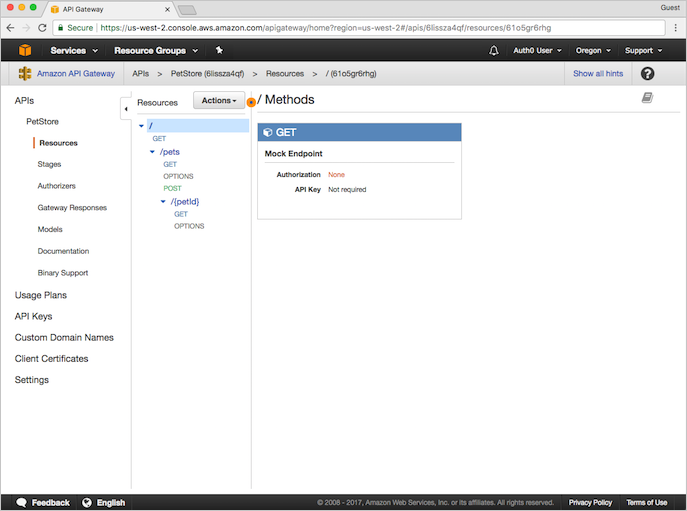 API Gateway
Guest
Secure https://us-west-2.console.aws.amazon.com/apigateway/home?region=us-west-2#/apis/6lissza4qf/resources/61o5gr6rhg
Services Resource Groups Auth0 User Oregon Support
Amazon API Gateway APIs > PetStore (6lissza4qf) > Resources > / (61o5gr6rhg) Show all hints ?
APIs
PetStore
Resources
Stages
Authorizers
Gateway Responses
Models
Documentation
Binary Support
Usage Plans
API Keys
Custom Domain Names
Client Certificates
Settings
Resources Actions
/
GET
/pets
GET
OPTIONS
POST
/{petId}
GET
OPTIONS
/ Methods
GET
Mock Endpoint
Authorization None
API Key Not required
Feedback English © 2008 - 2017, Amazon Web Services, Inc. or its affiliates. All rights reserved. Privacy Policy Terms of Use